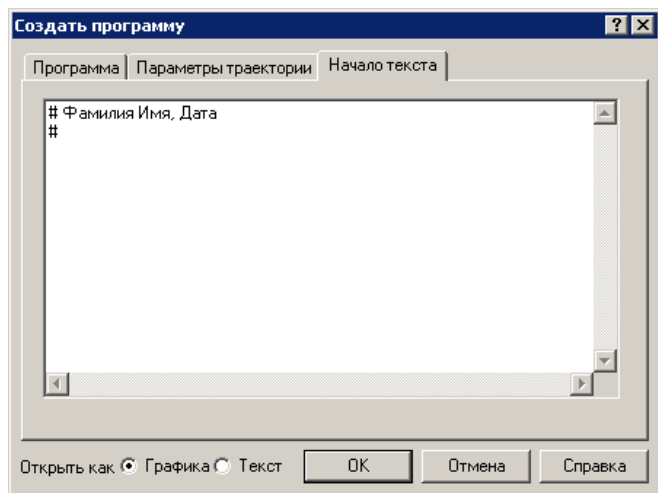 Создать программу
Программа Параметры траектории Начало текста
# Фамилия Имя, Дата
#
Открыть как Графика Текст OK Отмена Справка